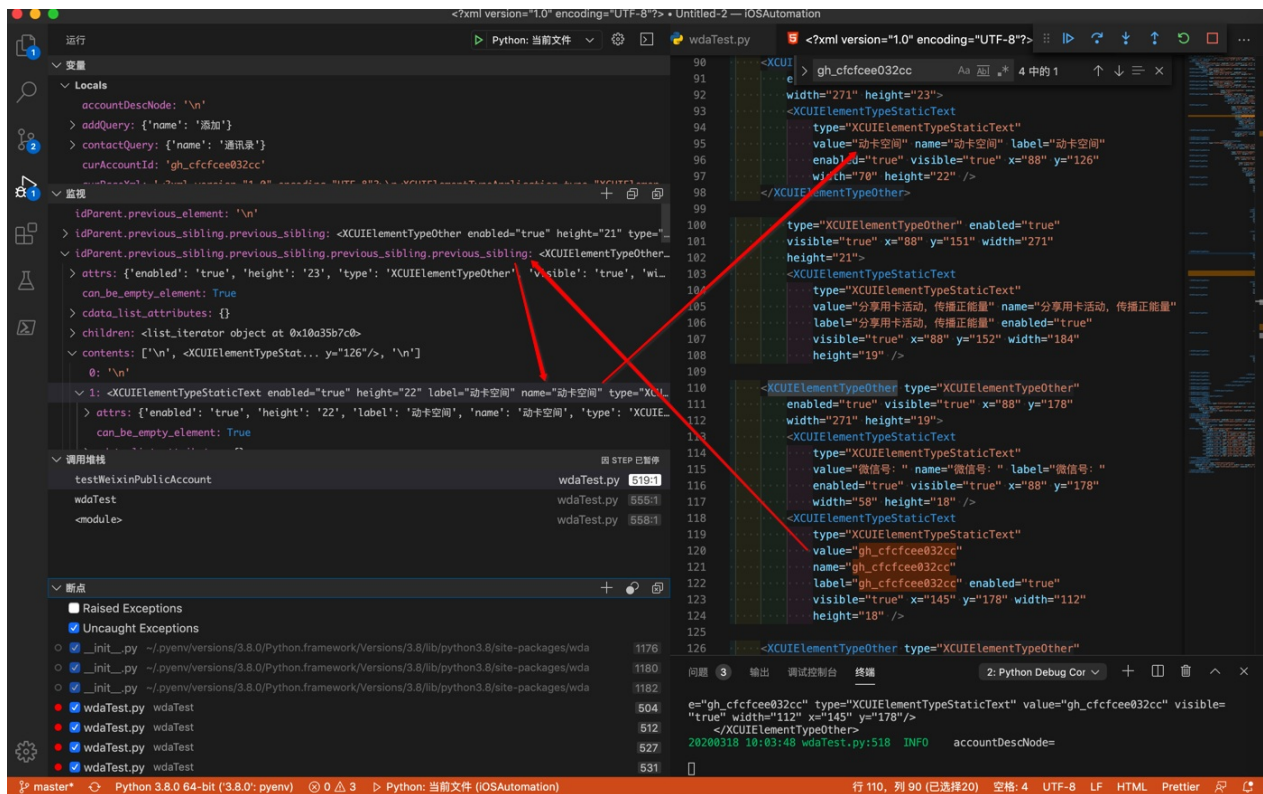 <?xml version="1.0" encoding="UTF-8"?> • Untitled-2 — iOSAutomation
运行
Python: 当前文件
变量
Locals
accountDescNode: '\n'
addQuery: {'name': '添加'}
contactQuery: {'name': '通讯录'}
curAccountId: 'gh_cfcfcee032cc'
监视
idParent.previous_element: '\n'
idParent.previous_sibling.previous_sibling: <XCUIElementTypeOther enabled="true" height="21" type="…
idParent.previous_sibling.previous_sibling.previous_sibling.previous_sibling: <XCUIElementTypeOther…
attrs: {'enabled': 'true', 'height': '23', 'type': 'XCUIElementTypeOther', 'visible': 'true', 'wi…
can_be_empty_element: True
cdata_list_attributes: {}
children: <list_iterator object at 0x10a35b7c0>
contents: ['\n', <XCUIElementTypeStat... y="126"/>, '\n']
0: '\n'
1: <XCUIElementTypeStaticText enabled="true" height="22" label="动卡空间" name="动卡空间" type="XCU…
attrs: {'enabled': 'true', 'height': '22', 'label': '动卡空间', 'name': '动卡空间', 'type': 'XCUIE…
can_be_empty_element: True
调用堆栈
因 STEP 已暂停
testWeixinPublicAccount wdaTest.py 519:1
wdaTest wdaTest.py 555:1
<module> wdaTest.py 558:1
断点
Raised Exceptions
Uncaught Exceptions
__init__.py ~/.pyenv/versions/3.8.0/Python.framework/Versions/3.8/lib/python3.8/site-packages/wda 1176
__init__.py ~/.pyenv/versions/3.8.0/Python.framework/Versions/3.8/lib/python3.8/site-packages/wda 1180
__init__.py ~/.pyenv/versions/3.8.0/Python.framework/Versions/3.8/lib/python3.8/site-packages/wda 1182
wdaTest.py wdaTest 504
wdaTest.py wdaTest 512
wdaTest.py wdaTest 527
wdaTest.py wdaTest 531
wdaTest.py
<?xml version="1.0" encoding="UTF-8"?>
gh_cfcfcee032cc Aa Abl .* 4 中的 1
90 <XCUI
91 e
92 width="271" height="23">
93 <XCUIElementTypeStaticText
94 type="XCUIElementTypeStaticText"
95 value="动卡空间" name="动卡空间" label="动卡空间"
96 enabled="true" visible="true" x="88" y="126"
97 width="70" height="22" />
98 </XCUIElementTypeOther>
99
100 type="XCUIElementTypeOther" enabled="true"
101 visible="true" x="88" y="151" width="271"
102 height="21">
103 <XCUIElementTypeStaticText
104 type="XCUIElementTypeStaticText"
105 value="分享用卡活动，传播正能量" name="分享用卡活动，传播正能量"
106 label="分享用卡活动，传播正能量" enabled="true"
107 visible="true" x="88" y="152" width="184"
108 height="19" />
109
110 <XCUIElementTypeOther type="XCUIElementTypeOther"
111 enabled="true" visible="true" x="88" y="178"
112 width="271" height="19">
113 <XCUIElementTypeStaticText
114 type="XCUIElementTypeStaticText"
115 value="微信号: " name="微信号: " label="微信号: "
116 enabled="true" visible="true" x="88" y="178"
117 width="58" height="18" />
118 <XCUIElementTypeStaticText
119 type="XCUIElementTypeStaticText"
120 value="gh_cfcfcee032cc"
121 name="gh_cfcfcee032cc"
122 label="gh_cfcfcee032cc" enabled="true"
123 visible="true" x="145" y="178" width="112"
124 height="18" />
125
126 <XCUIElementTypeOther type="XCUIElementTypeOther"
问题 3 输出 调试控制台 终端 2: Python Debug Cor
e="gh_cfcfcee032cc" type="XCUIElementTypeStaticText" value="gh_cfcfcee032cc" visible=
"true" width="112" x="145" y="178"/>
</XCUIElementTypeOther>
20200318 10:03:48 wdaTest.py:518 INFO accountDescNode=
master* Python 3.8.0 64-bit ('3.8.0': pyenv) 0 3 Python: 当前文件 (iOSAutomation) 行 110, 列 90 (已选择20) 空格: 4 UTF-8 LF HTML Prettier